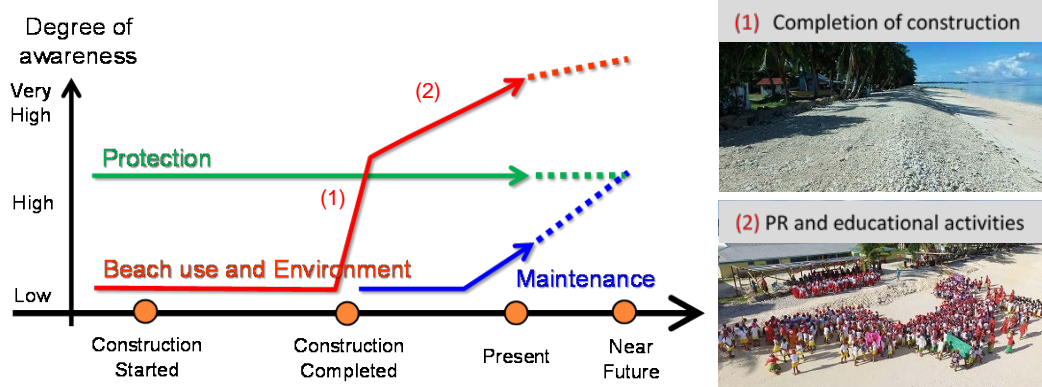 Degree of
awareness
Very
High
High
Low
Protection
Beach use and Environment
Maintenance
(1)
(2)
Construction
Started
Construction
Completed
Present
Near
Future
(1) Completion of construction
(2) PR and educational activities